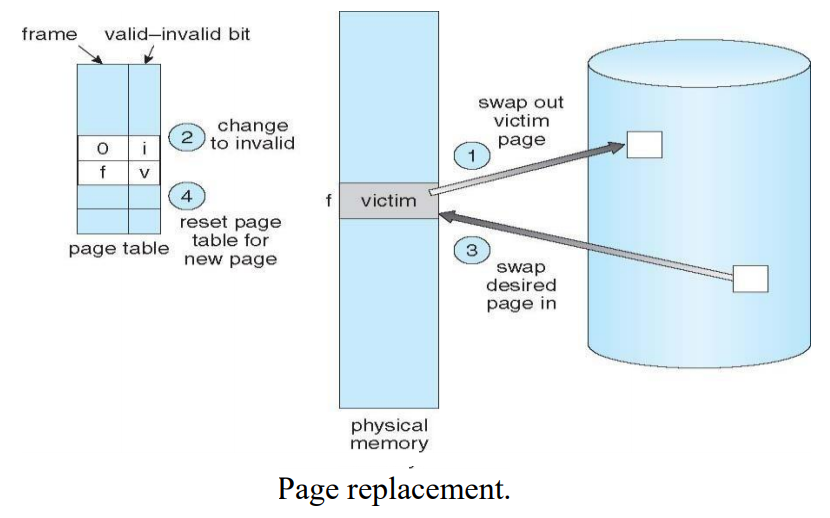 frame
valid–invalid bit
0 i
f v
2
change
to invalid
4
reset page
table for
new page
page table
f
victim
physical
memory
swap out
victim
page
1
3
swap
desired
page in
Page replacement.